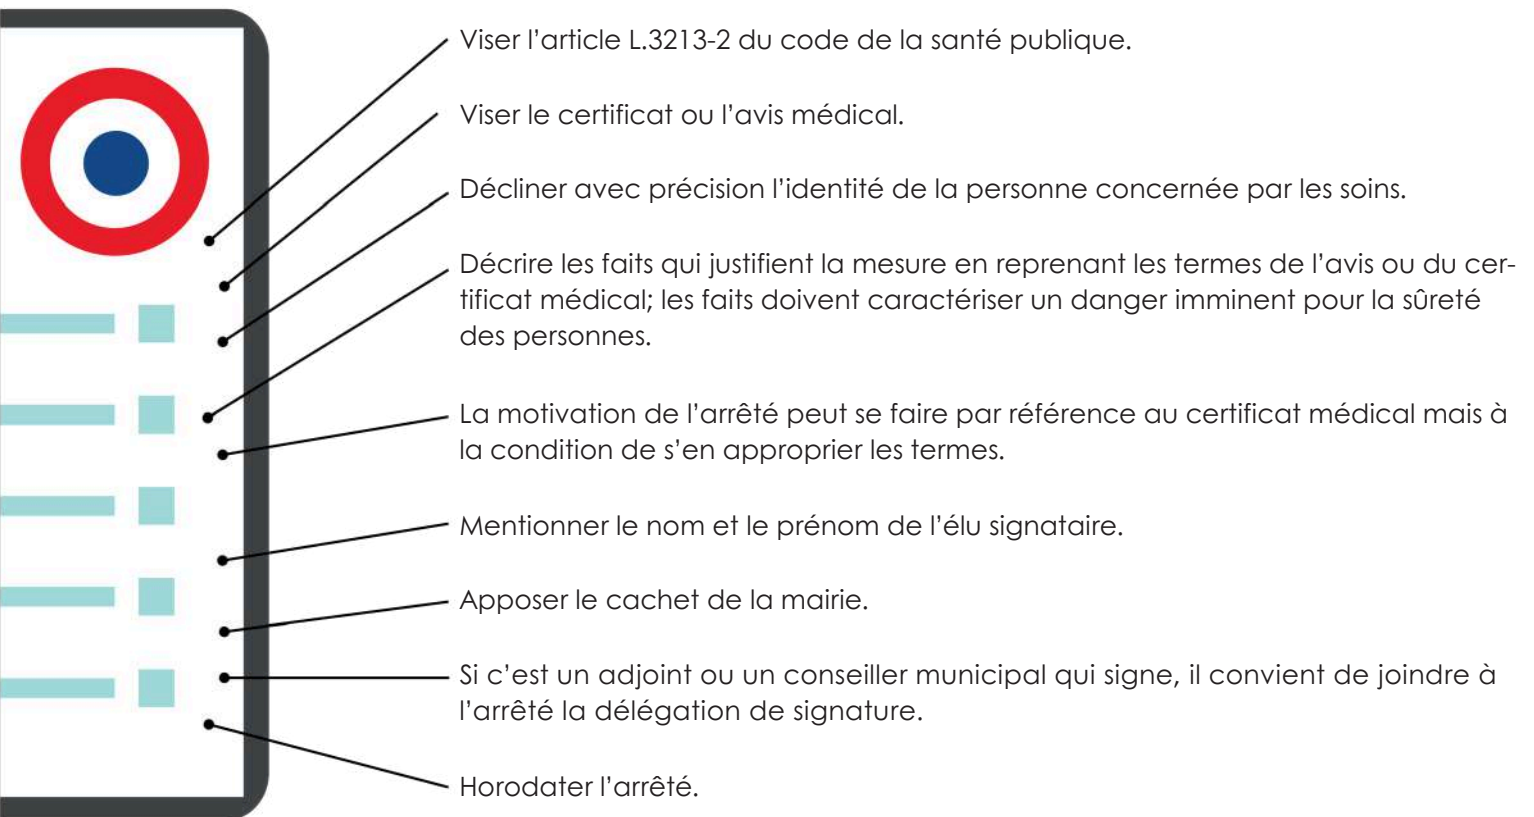 Viser l’article L.3213-2 du code de la santé publique.
Viser le certificat ou l’avis médical.
Décliner avec précision l’identité de la personne concernée par les soins.
Décrire les faits qui justifient la mesure en reprenant les termes de l’avis ou du cer-
tificat médical; les faits doivent caractériser un danger imminent pour la sûreté
des personnes.
La motivation de l’arrêté peut se faire par référence au certificat médical mais à
la condition de s’en approprier les termes.
Mentionner le nom et le prénom de l’élu signataire.
Apposer le cachet de la mairie.
Si c’est un adjoint ou un conseiller municipal qui signe, il convient de joindre à
l’arrêté la délégation de signature.
Horodater l’arrêté.